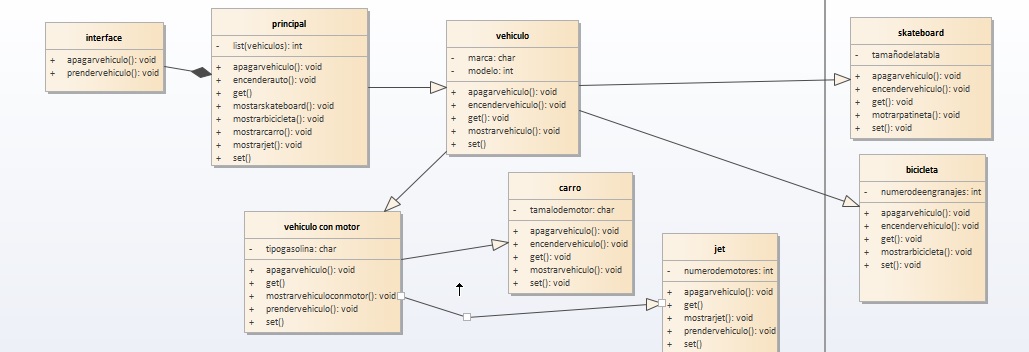 interface
+ apagarvehiculo(): void
+ prendervehiculo(): void
principal
- list(vehiculos): int
+ apagarvehiculo(): void
+ encenderauto(): void
+ get()
+ mostarskateboard(): void
+ mostrarbicicleta(): void
+ mostrarcarro(): void
+ mostrarjet(): void
+ set()
vehiculo
- marca: char
- modelo: int
+ apagarvehiculo(): void
+ encendervehiculo(): void
+ get(): void
+ mostrarvehiculo(): void
+ set()
skateboard
- tamañodelatabla
+ apagarvehiculo(): void
+ encendervehiculo(): void
+ get(): void
+ motrarpatineta(): void
+ set(): void
bicicleta
- numerodeengranajes: int
+ apagarvehiculo(): void
+ encendervehiculo(): void
+ get(): void
+ mostrarbicicleta(): void
+ set(): void
vehiculo con motor
- tipogasolina: char
+ apagarvehiculo(): void
+ get()
+ mostrarvehiculoconmotor(): void
+ prendervehiculo(): void
+ set()
carro
- tamalodemotor: char
+ apagarvehiculo(): void
+ encendervehiculo(): void
+ get(): void
+ mostrarvehiculo(): void
+ set(): void
jet
- numerodemotores: int
+ apagarvehiculo(): void
+ get()
+ mostrarjet(): void
+ prendervehiculo(): void
+ set()